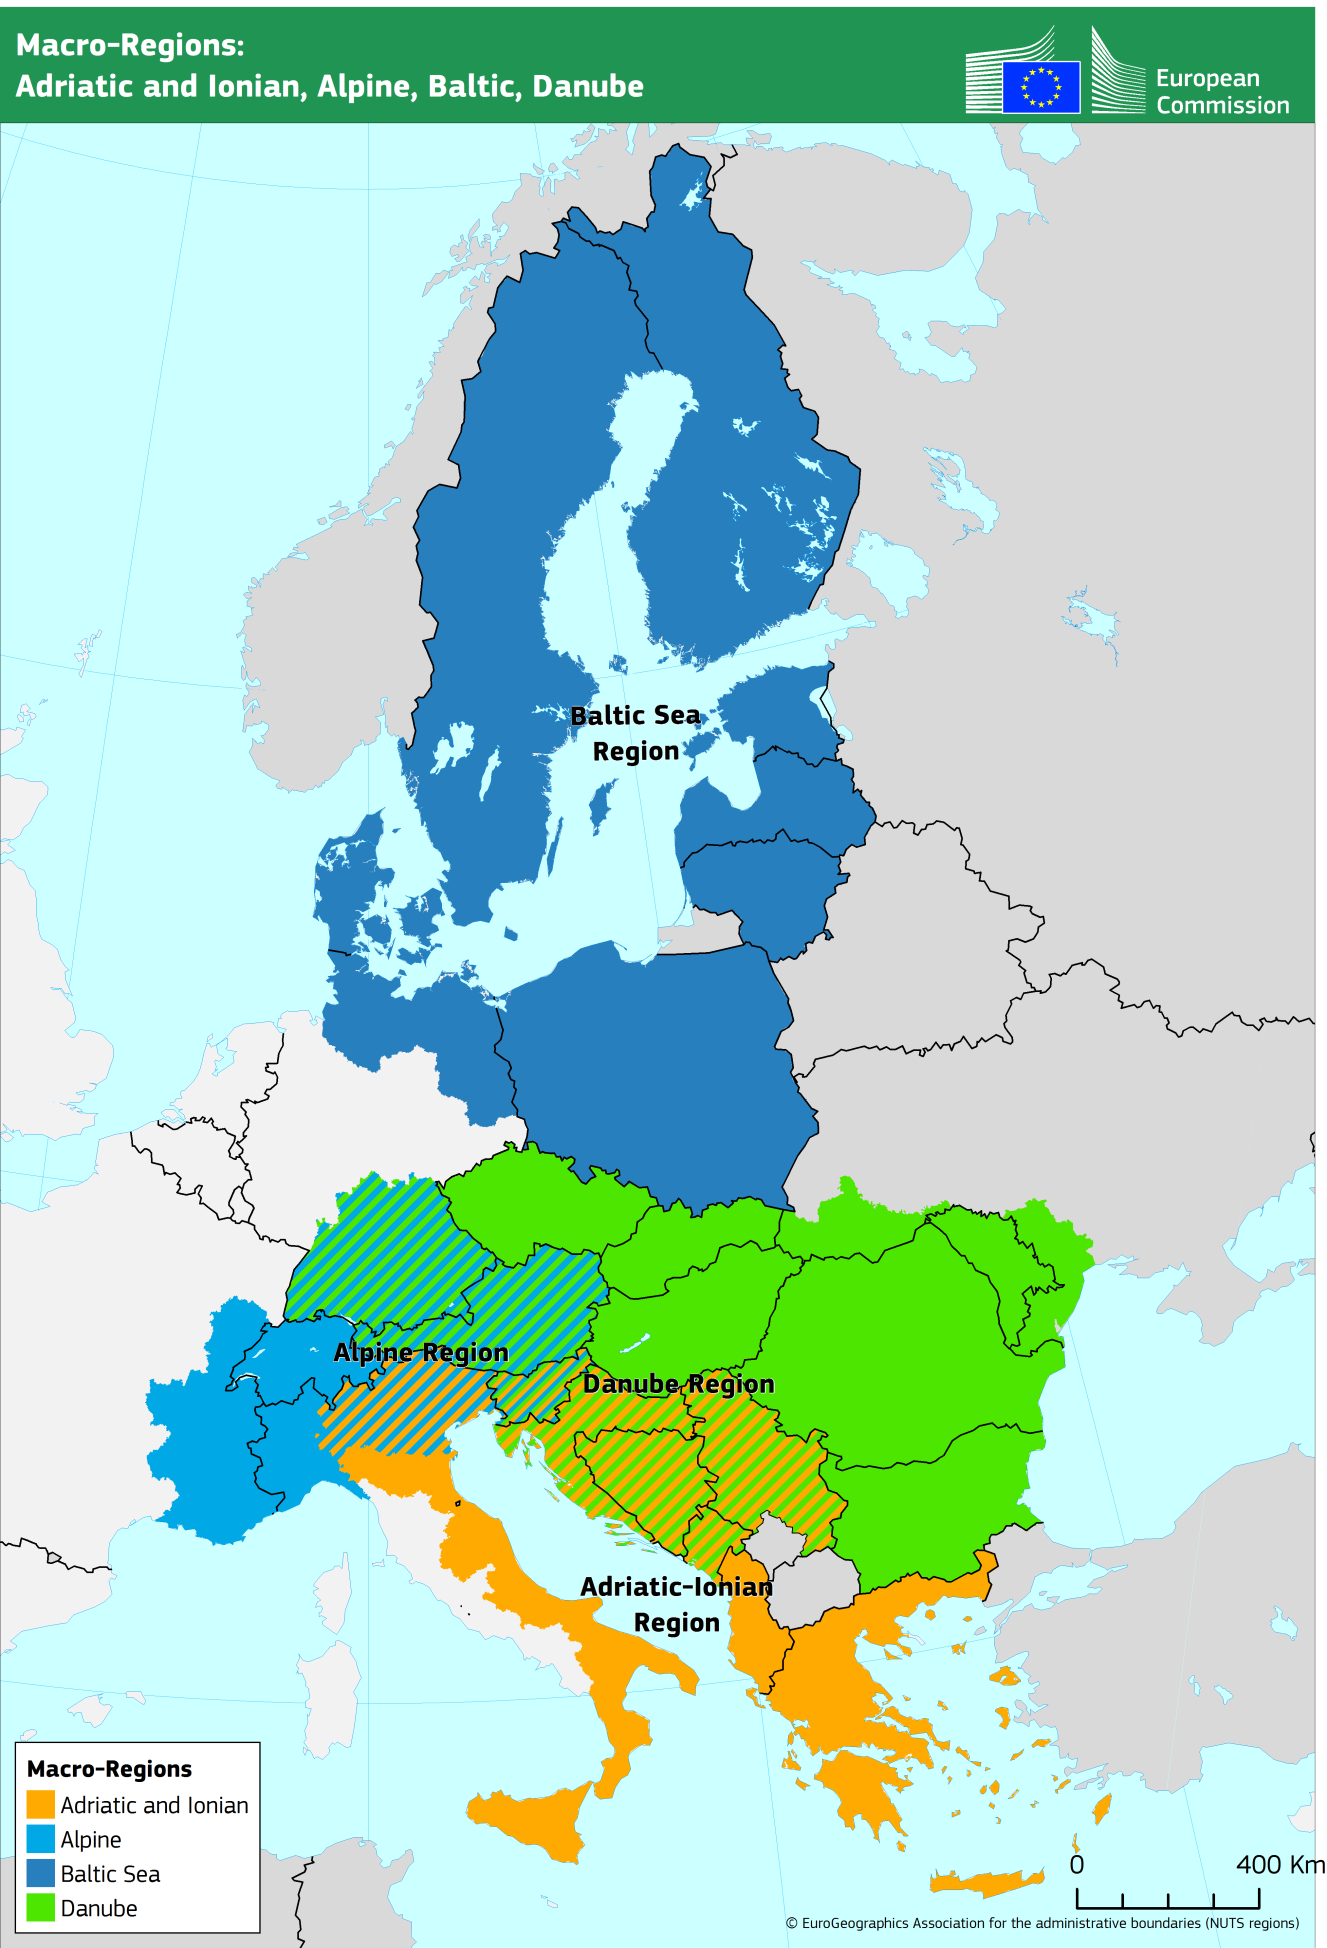 Macro-Regions:
Adriatic and Ionian, Alpine, Baltic, Danube
European
Commission
Baltic Sea
Region
Alpine Region
Danube Region
Adriatic-Ionian
Region
Macro-Regions
Adriatic and Ionian
Alpine
Baltic Sea
Danube
0 400 Km
© EuroGeographics Association for the administrative boundaries (NUTS regions)